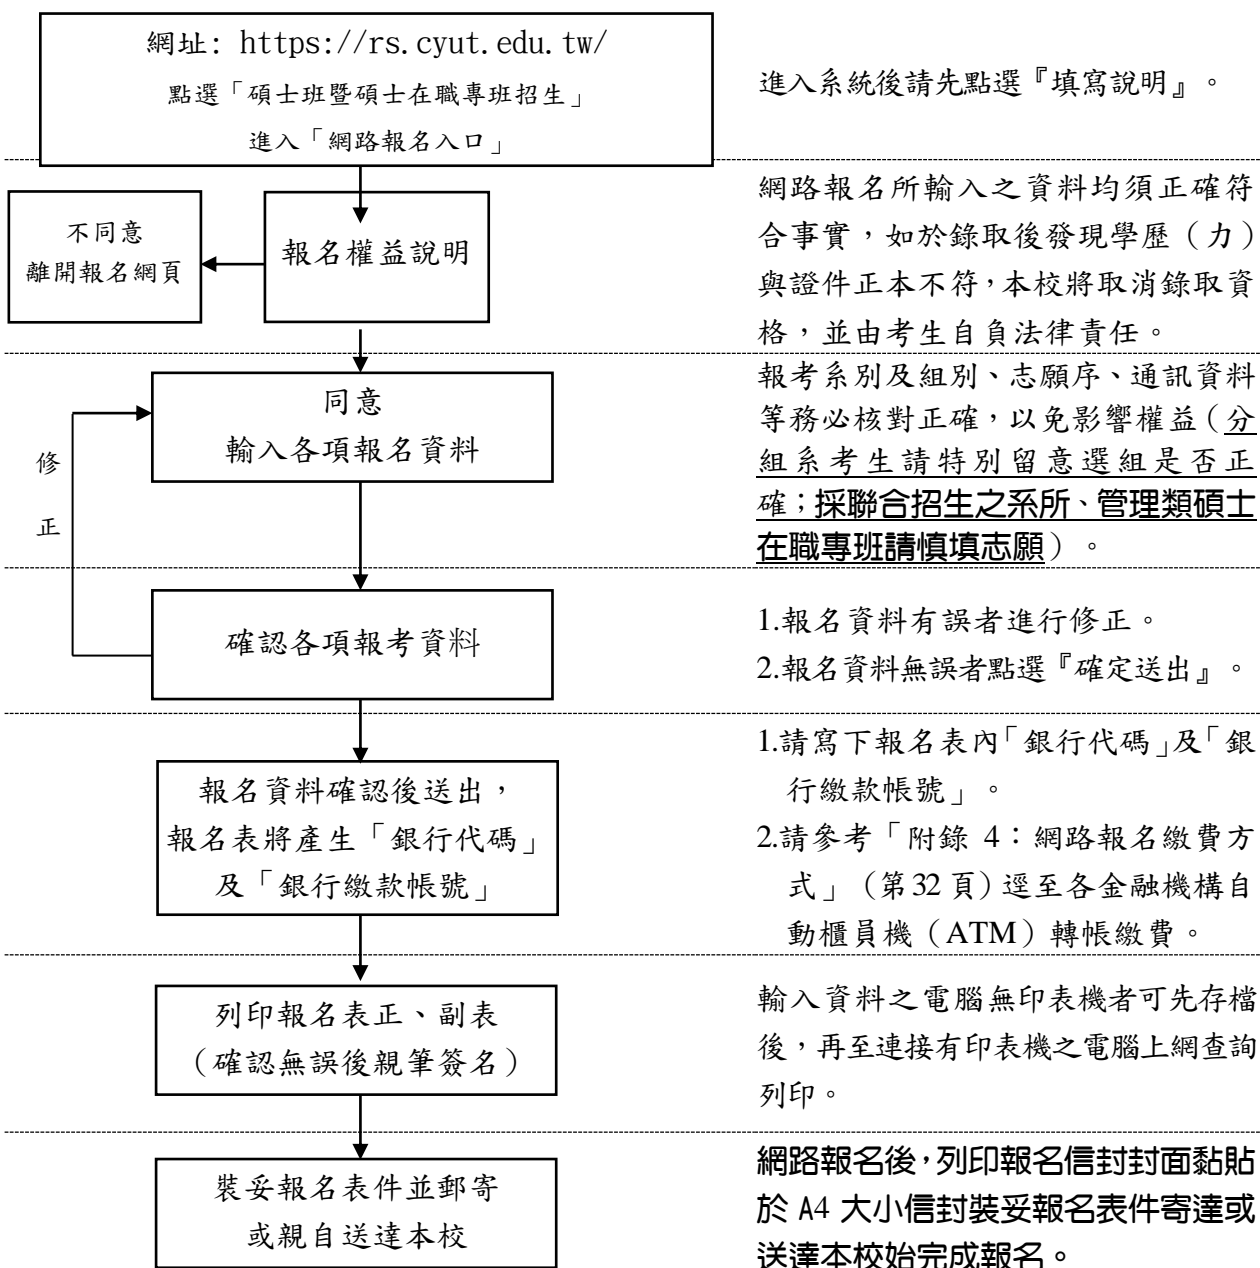 網址: https://rs.cyut.edu.tw/
點選「碩士班暨碩士在職專班招生」
進入「網路報名入口」
進入系統後請先點選『填寫說明』。
不同意
離開報名網頁
報名權益說明
網路報名所輸入之資料均須正確符
合事實，如於錄取後發現學歷（力）
與證件正本不符，本校將取消錄取資
格，並由考生自負法律責任。
同意
輸入各項報名資料
修
正
報考系別及組別、志願序、通訊資料
等務必核對正確，以免影響權益（分
組系考生請特別留意選組是否正
確；採聯合招生之系所、管理類碩士
在職專班請慎填志願）。
確認各項報考資料
1.報名資料有誤者進行修正。
2.報名資料無誤者點選『確定送出』。
報名資料確認後送出，
報名表將產生「銀行代碼」
及「銀行繳款帳號」
1.請寫下報名表內「銀行代碼」及「銀
行繳款帳號」。
2.請參考「附錄 4：網路報名繳費方
式」（第32頁）逕至各金融機構自
動櫃員機（ATM）轉帳繳費。
列印報名表正、副表
（確認無誤後親筆簽名）
輸入資料之電腦無印表機者可先存檔
後，再至連接有印表機之電腦上網查詢
列印。
裝妥報名表件並郵寄
或親自送達本校
網路報名後，列印報名信封封面黏貼
於 A4 大小信封裝妥報名表件寄達或
送達本校始完成報名。